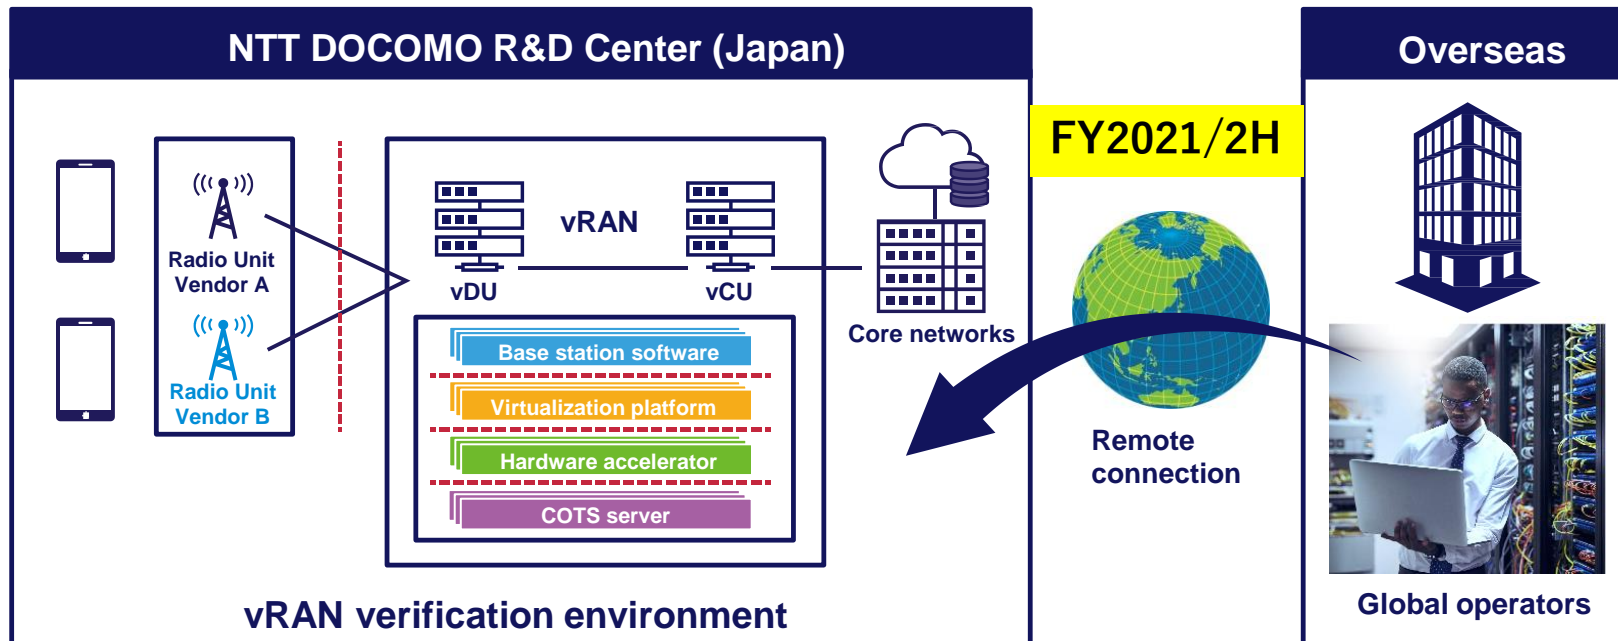 NTT DOCOMO R&D Center (Japan)
Overseas
FY2021/2H
Radio Unit
Vendor A
Radio Unit
Vendor B
vRAN
vDU
vCU
Core networks
Base station software
Virtualization platform
Hardware accelerator
COTS server
vRAN verification environment
Remote
connection
Global operators